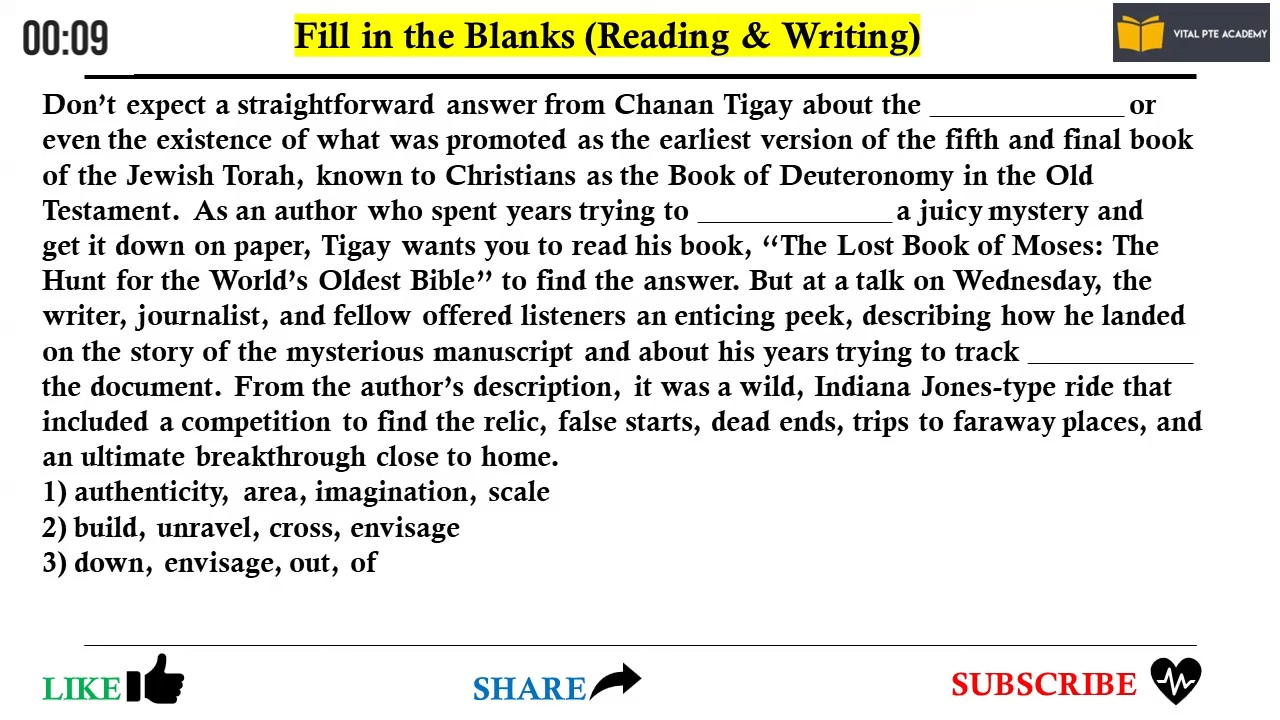 00:09
Fill in the Blanks (Reading & Writing)
VITAL PTE ACADEMY
Don’t expect a straightforward answer from Chanan Tigay about the ______________ or
even the existence of what was promoted as the earliest version of the fifth and final book
of the Jewish Torah, known to Christians as the Book of Deuteronomy in the Old
Testament. As an author who spent years trying to ______________ a juicy mystery and
get it down on paper, Tigay wants you to read his book, “The Lost Book of Moses: The
Hunt for the World’s Oldest Bible” to find the answer. But at a talk on Wednesday, the
writer, journalist, and fellow offered listeners an enticing peek, describing how he landed
on the story of the mysterious manuscript and about his years trying to track ____________
the document. From the author’s description, it was a wild, Indiana Jones-type ride that
included a competition to find the relic, false starts, dead ends, trips to faraway places, and
an ultimate breakthrough close to home.
1) authenticity, area, imagination, scale
2) build, unravel, cross, envisage
3) down, envisage, out, of
LIKE
SHARE
SUBSCRIBE